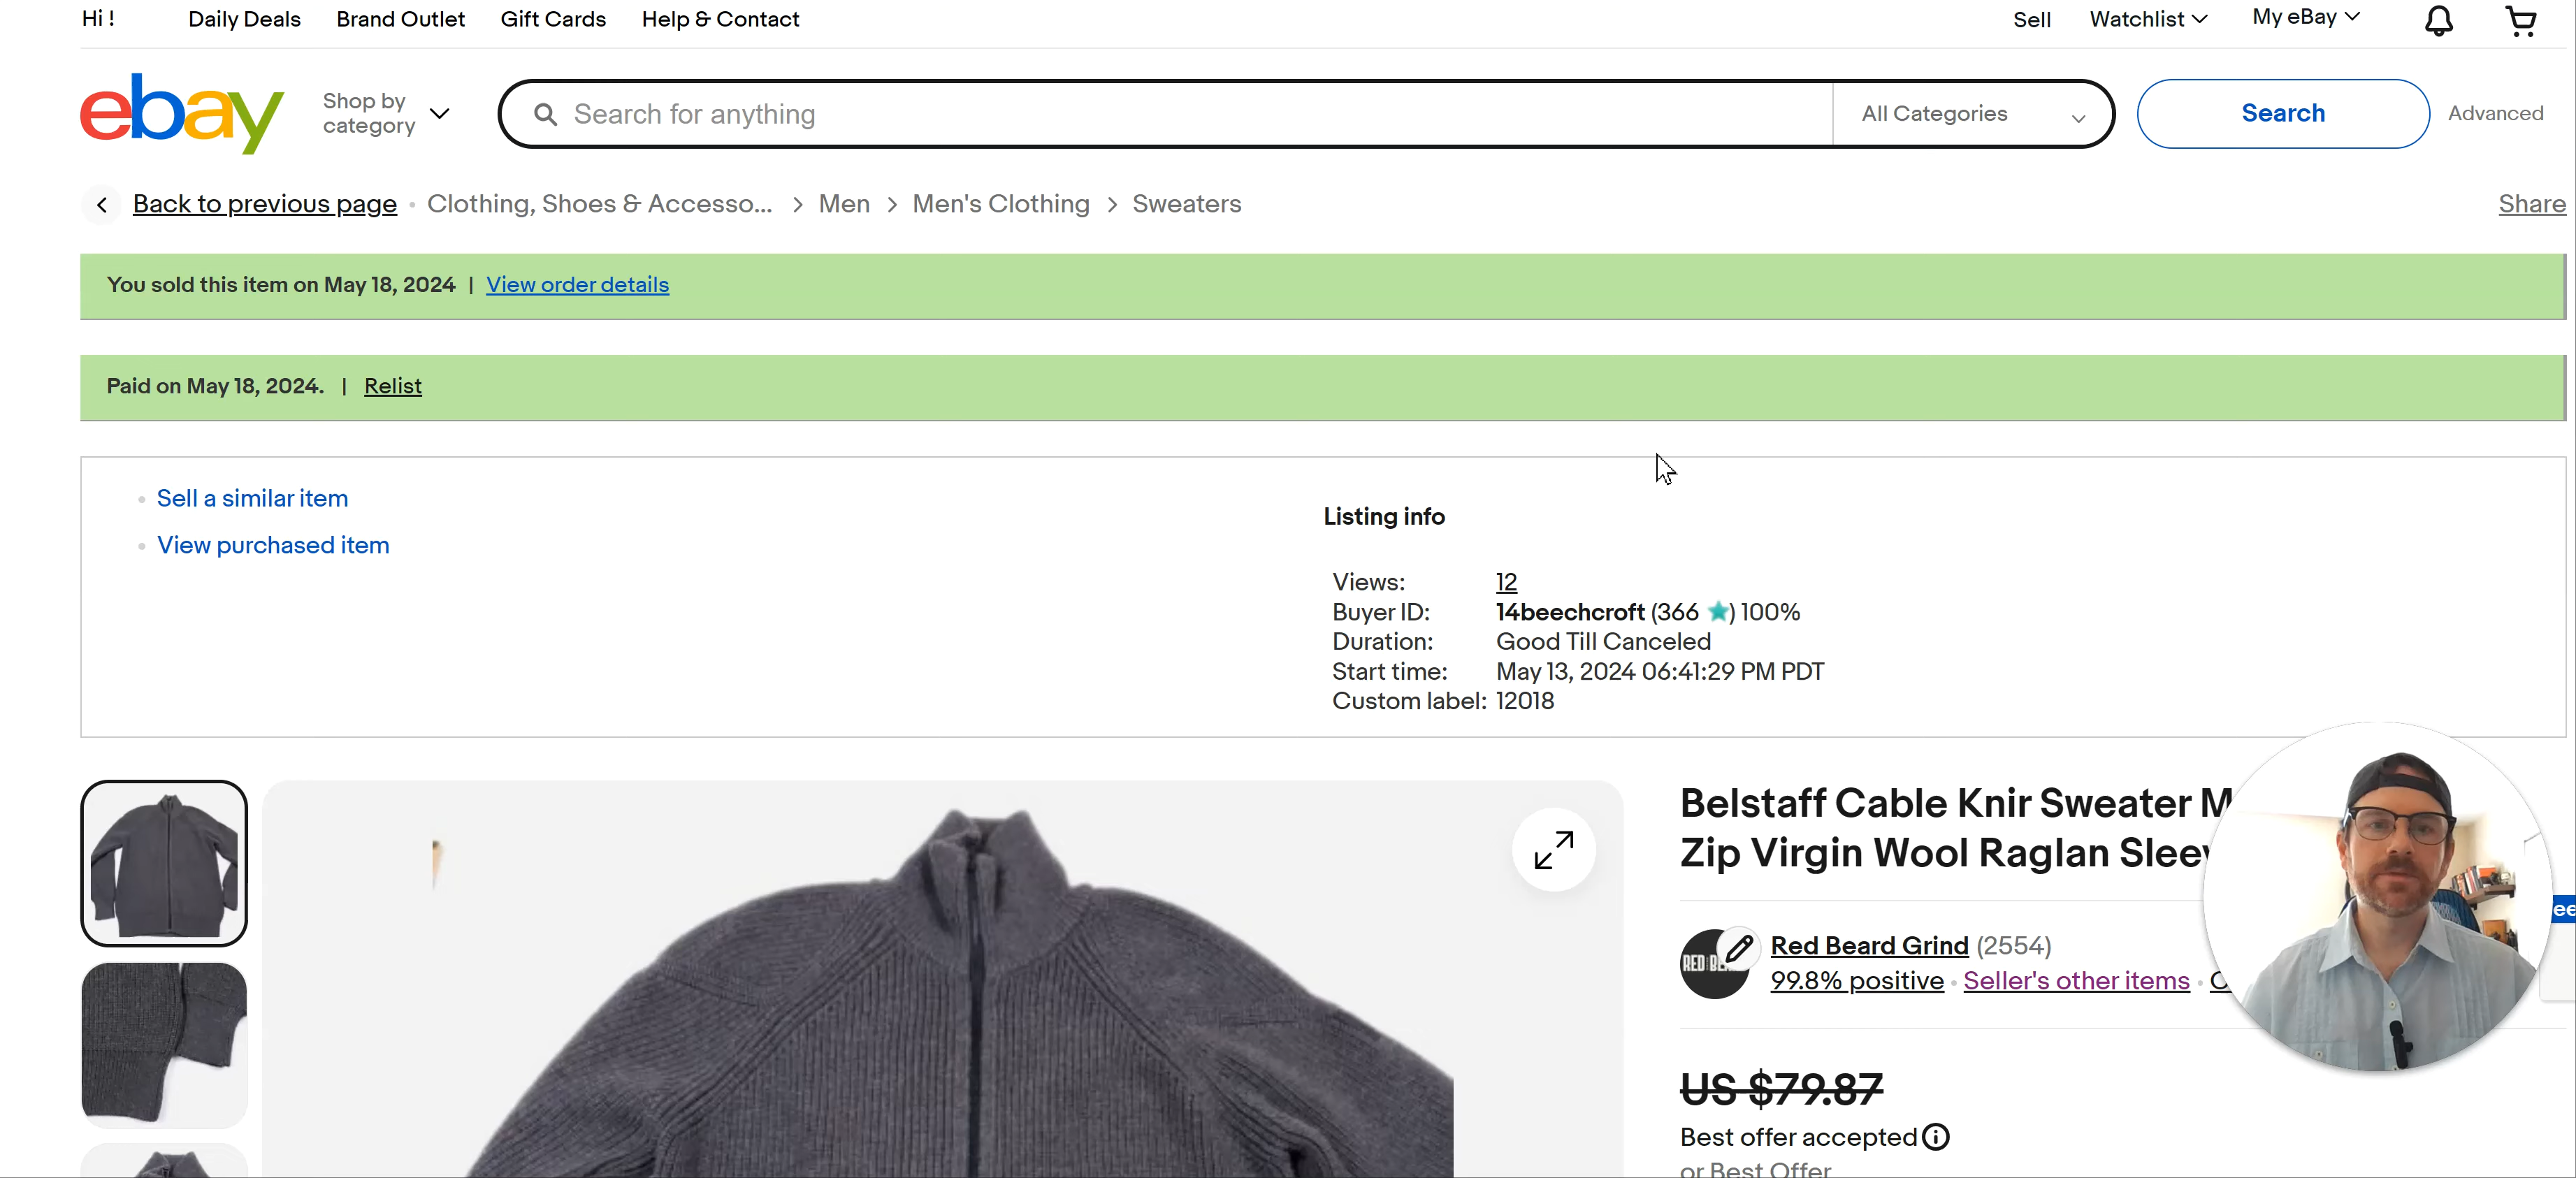 Hi !
Daily Deals
Brand Outlet
Gift Cards
Help & Contact
Sell
Watchlist
My eBay
ebay
Shop by
category
Search for anything
All Categories
Search
Advanced
Back to previous page
Clothing, Shoes & Accesso... > Men > Men's Clothing > Sweaters
Share
You sold this item on May 18, 2024 | View order details
Paid on May 18, 2024. | Relist
Sell a similar item
View purchased item
Listing info
Views: 12
Buyer ID: 14beechcroft (366 ) 100%
Duration: Good Till Canceled
Start time: May 13, 2024 06:41:29 PM PDT
Custom label: 12018
Belstaff Cable Knir Sweater M
Zip Virgin Wool Raglan Slee
RED
Red Beard Grind (2554)
99.8% positive
Seller's other items
US $79.87
Best offer accepted
or Best Offer